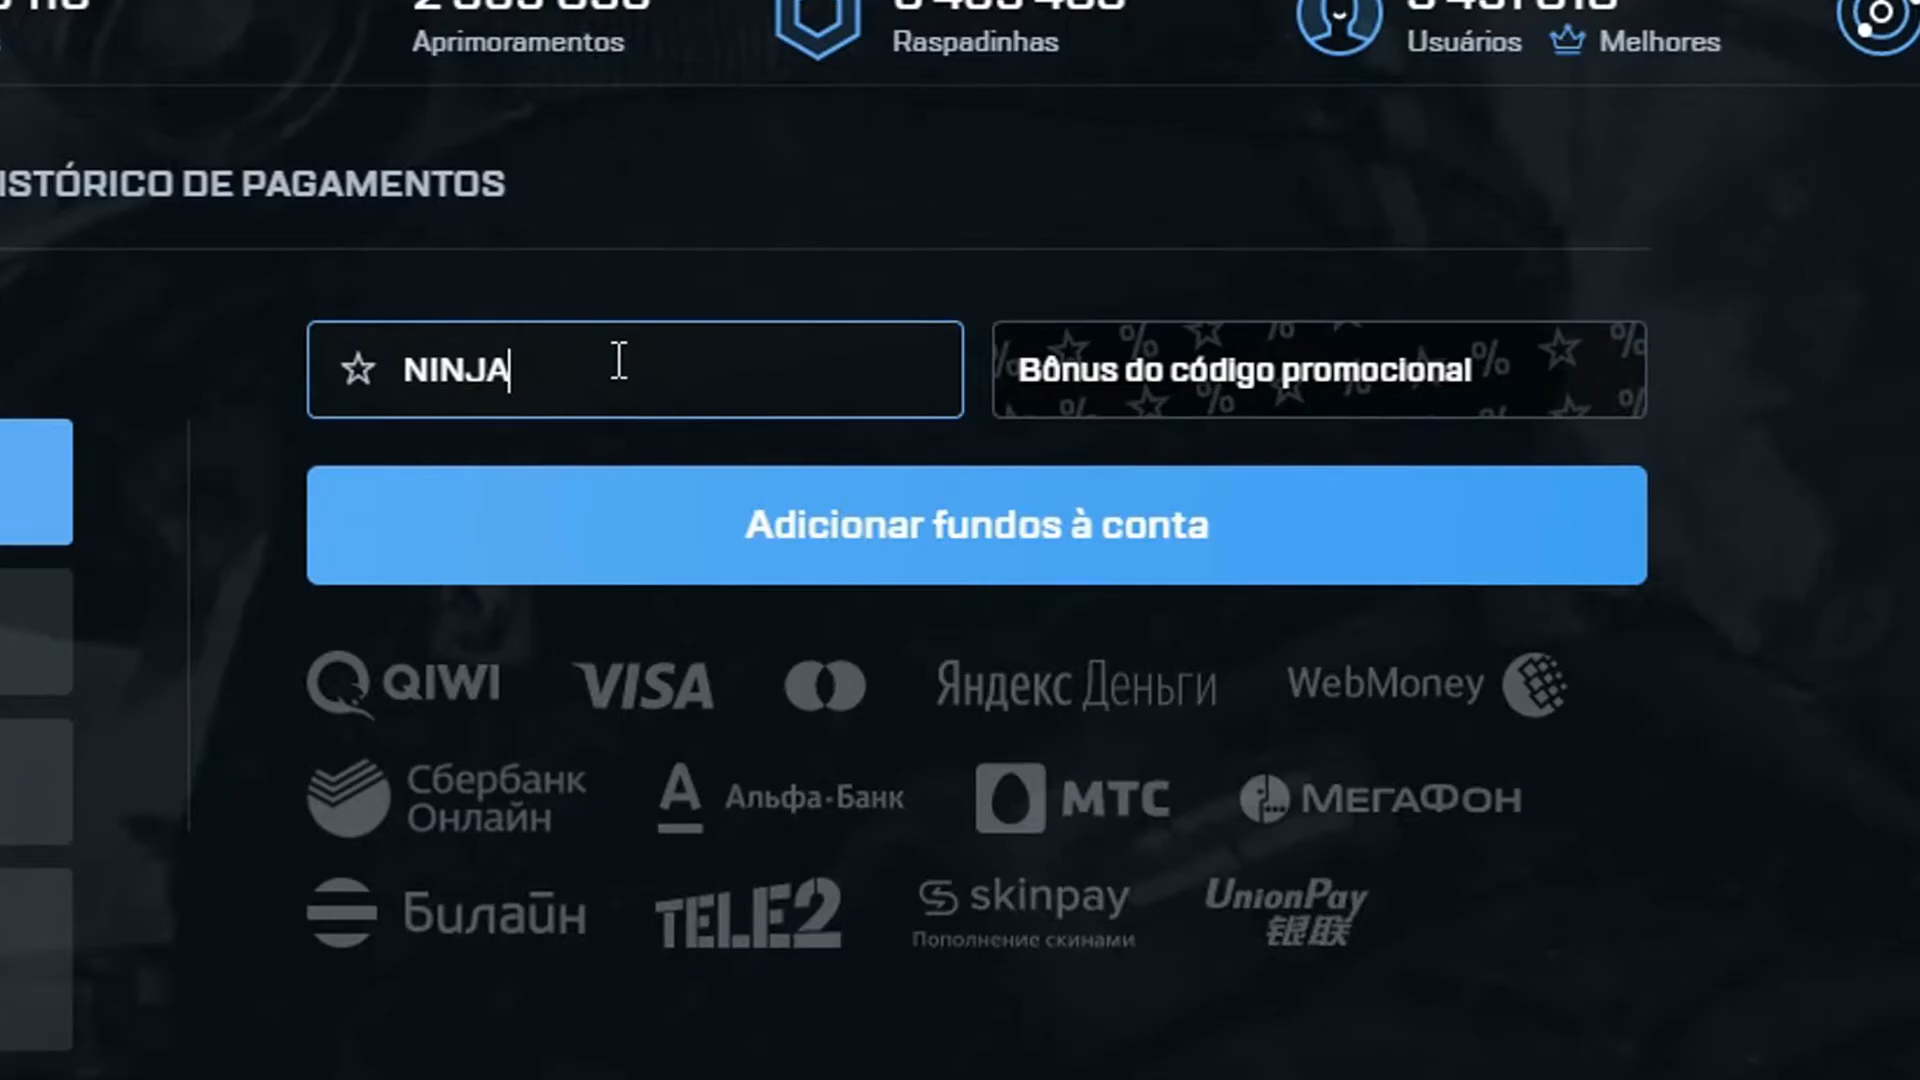 Aprimoramentos
Raspadinhas
Usuários Melhores
ISTÓRICO DE PAGAMENTOS
NINJA
Bônus do código promocional
Adicionar fundos à conta
QIWI VISA Яндекс Деньги WebMoney
Сбербанк
Онлайн
Альфа-Банк
МТС
МЕГАФОН
Билайн
TELE2
skinpay
Пополнение скинами
UnionPay
银联